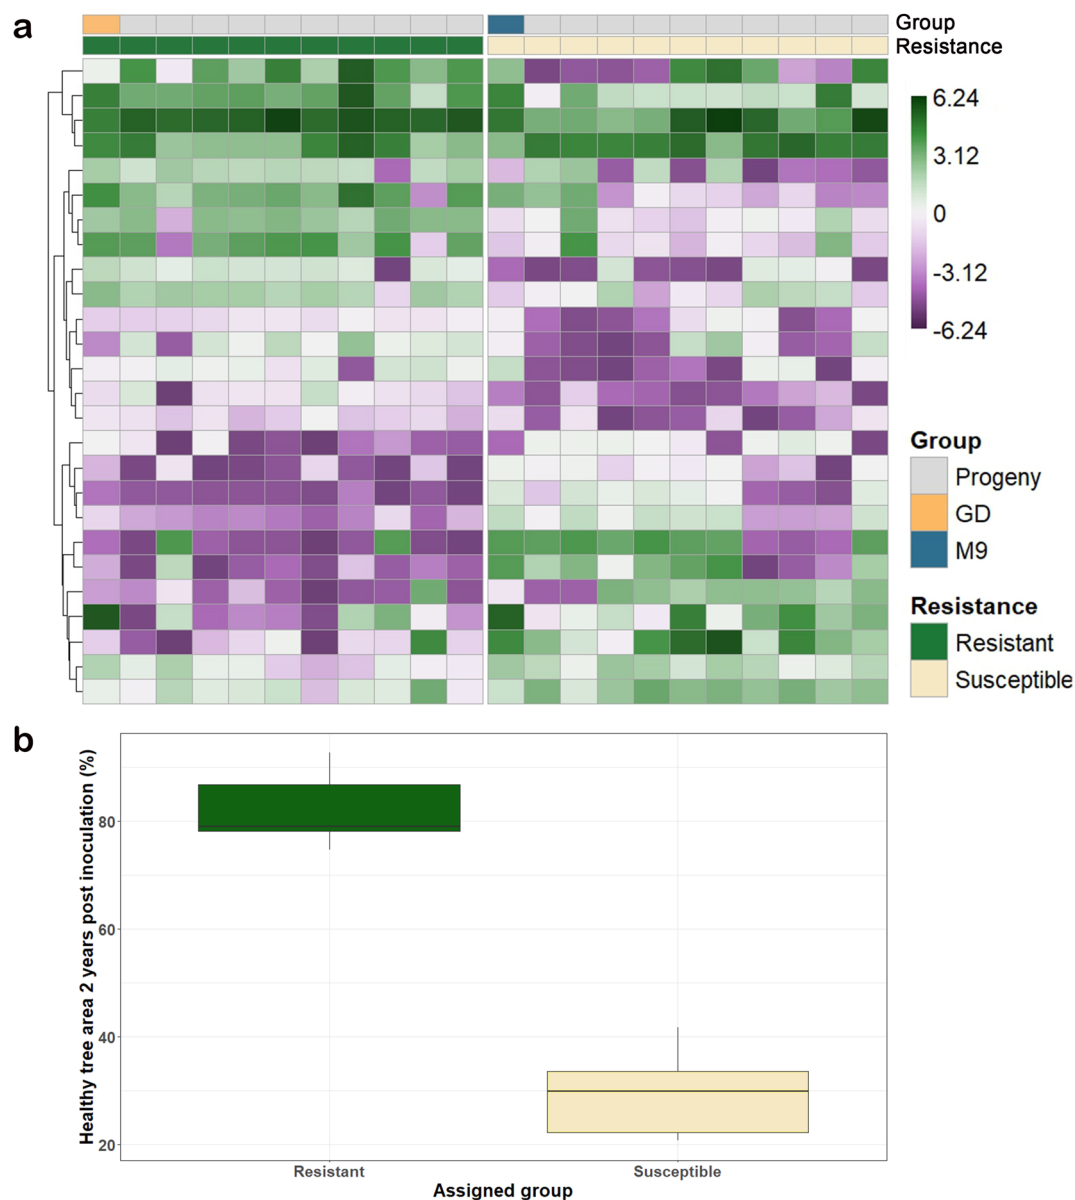 a
Group
Resistance
6.24
3.12
0
-3.12
-6.24
Group
Progeny
GD
M9
Resistance
Resistant
Susceptible
b
Healthy tree area 2 years post inoculation (%)
80
60
40
20
Resistant
Susceptible
Assigned group